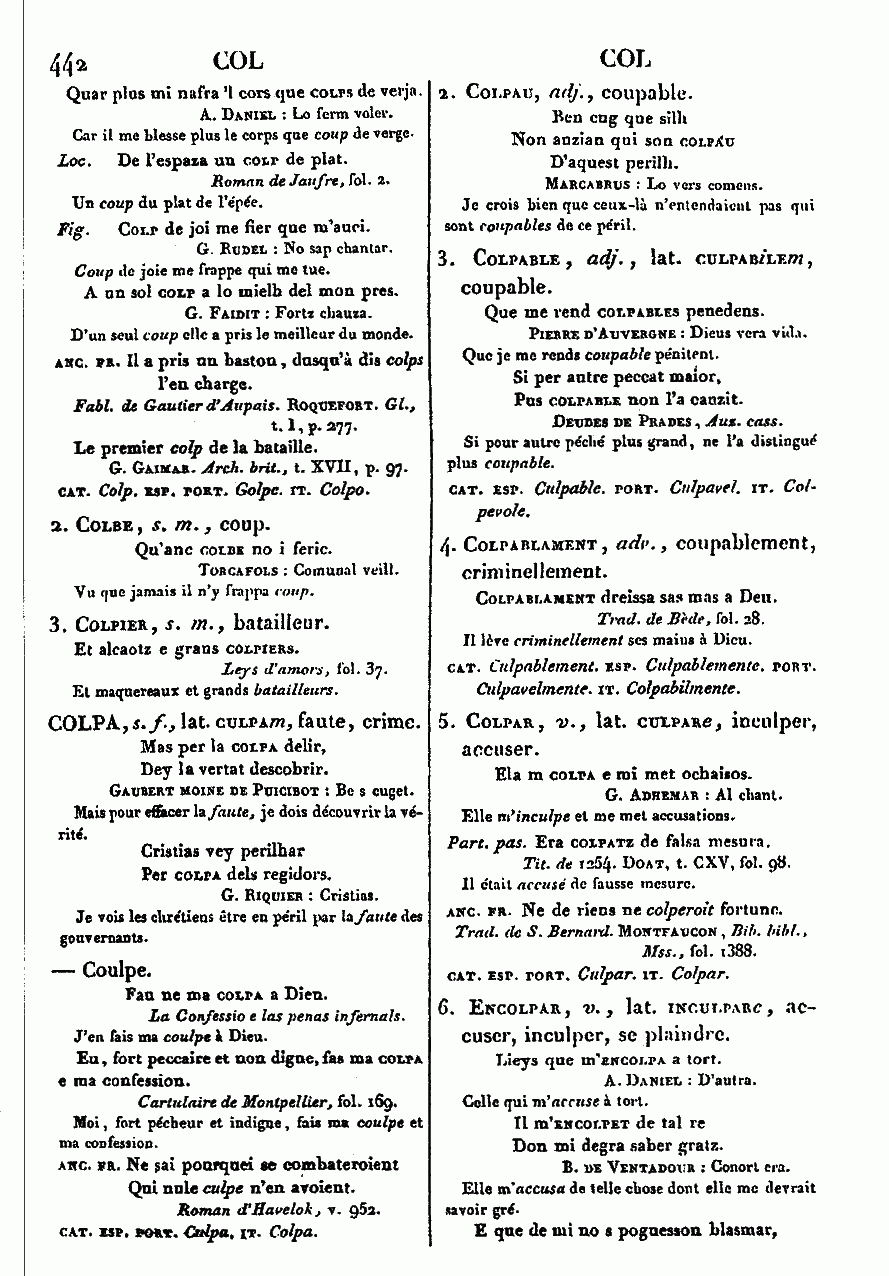 442 COL COL
Quar plus mi nafra 'l cors que COLPS de verja.
A. DANIEL : Lo ferm voler.
Car il me blesse plus le corps que coup de verge.
Loc. De l'espaza un COLP de plat.
Roman de Jaufre, fol. 2.
Un coup du plat de l'épée.
Fig. COLP de joi me fier que m'auci.
G. RUDEL : No sap chantar.
Coup de joie me frappe qui me tue.
A un sol COLP a lo mielh del mon pres.
G. FAIDIT : Fortz chauza.
D'un seul coup elle a pris le meilleur du monde.
ANC. FR. Il a pris un baston, dusqu'à dis colps
l'en charge.
Fabl. de Gautier d'Aupais. ROQUEFORT. Gl.,
t. I, p. 277.
Le premier colp de la bataille.
G. GAIMAR. Arch. brit., t. XVII, p. 97.
CAT. Colp. ESP. PORT. Golpe. IT. Colpo.
2. COLBE, s. m., coup.
Qu'anc COLBE no i feric.
TORCAFOLS : Comunal veill.
Vu que jamais il n'y frappa coup.
3. COLPIER, s. m., batailleur.
Et alcaotz e grans COLPIERS.
Leys d'amors, fol. 37.
Et maquereaux et grands batailleurs.
COLPA, s. f., lat. CULPAm, faute, crime.
Mas per la COLPA delir,
Dey la vertat descobrir.
GAUBERT MOINE DE PUICIBOT : Be s cuget.
Mais pour effacer la faute, je dois découvrir la vé-
rité.
Cristias vey perilhar
Per COLPA dels regidors.
G. RIQUIER : Cristias.
Je vois les chrétiens être en péril par la faute des
gouvernants.
— Coulpe.
Fau ne ma COLPA a Dieu.
La Confessio e las penas infernals.
J'en fais ma coulpe à Dieu.
Eu, fort peccaire et non digne, fas ma COLPA
e ma confession.
Cartulaire de Montpellier, fol. 169.
Moi, fort pécheur et indigne, fais ma coulpe et
ma confession.
ANC. FR. Ne sai pourquei se combateroient
Qui nule culpe n'en avoient.
Roman d'Havelok, v. 952.
CAT. ESP. PORT. Culpa. IT. Colpa.
2. COLPAU, adj., coupable.
Ben cug que silh
Non auzian qui son COLPAU
D'aquest perilh.
MARCABRUS : Lo vers comens.
Je crois bien que ceux-là n'entendaient pas qui
sont coupables de ce péril.
3. COLPABLE, adj., lat. CULPABiLEm,
coupable.
Que me rend COLPABLES penedens.
PIERRE D'AUVERGNE : Dieus vera vida.
Que je me rends coupable pénitent.
Si per autre peccat maior,
Pus COLPABLE non l'a cauzit.
DEUDES DE PRADES, Auz. cass.
Si pour autre péché plus grand, ne l'a distingué
plus coupable.
CAT. ESP. Culpable. PORT. Culpavel. IT. Col-
pevole.
4. COLPABLAMENT, adv., coupablement,
criminellement.
COLPABLAMENT dreissa sas mas a Deu.
Trad. de Bède, fol. 28.
Il lève criminellement ses mains à Dieu.
CAT. Culpablement. ESP. Culpablemente. PORT.
Culpavelmente. IT. Colpabilmente.
5. COLPAR, v., lat. CULPARe, inculper,
accuser.
Ela m COLPA e mi met ochaisos.
G. ADHEMAR : Al chant.
Elle m'inculpe et me met accusations.
Part. pas. Era COLPATZ de falsa mesura.
Tit. de 1254. DOAT, t. CXV, fol. 98.
Il était accusé de fausse mesure.
ANC. FR. Ne de riens ne colperoit fortune.
Trad. de S. Bernard. MONTFAUCON, Bib. bibl.,
Mss., fol. 1388.
CAT. ESP. PORT. Culpar. IT. Colpar.
6. ENCOLPAR, v., lat. INCULPARe, ac-
cuser, inculper, se plaindre.
Lieys que m'ENCOLPA a tort.
A. DANIEL : D'autra.
Celle qui m'accuse à tort.
Il m'ENCOLPET de tal re
Don mi degra saber gratz.
B. DE VENTADOUR : Conort era.
Elle m'accusa de telle chose dont elle me devrait
savoir gré.
E que de mi no s poguesson blasmar,